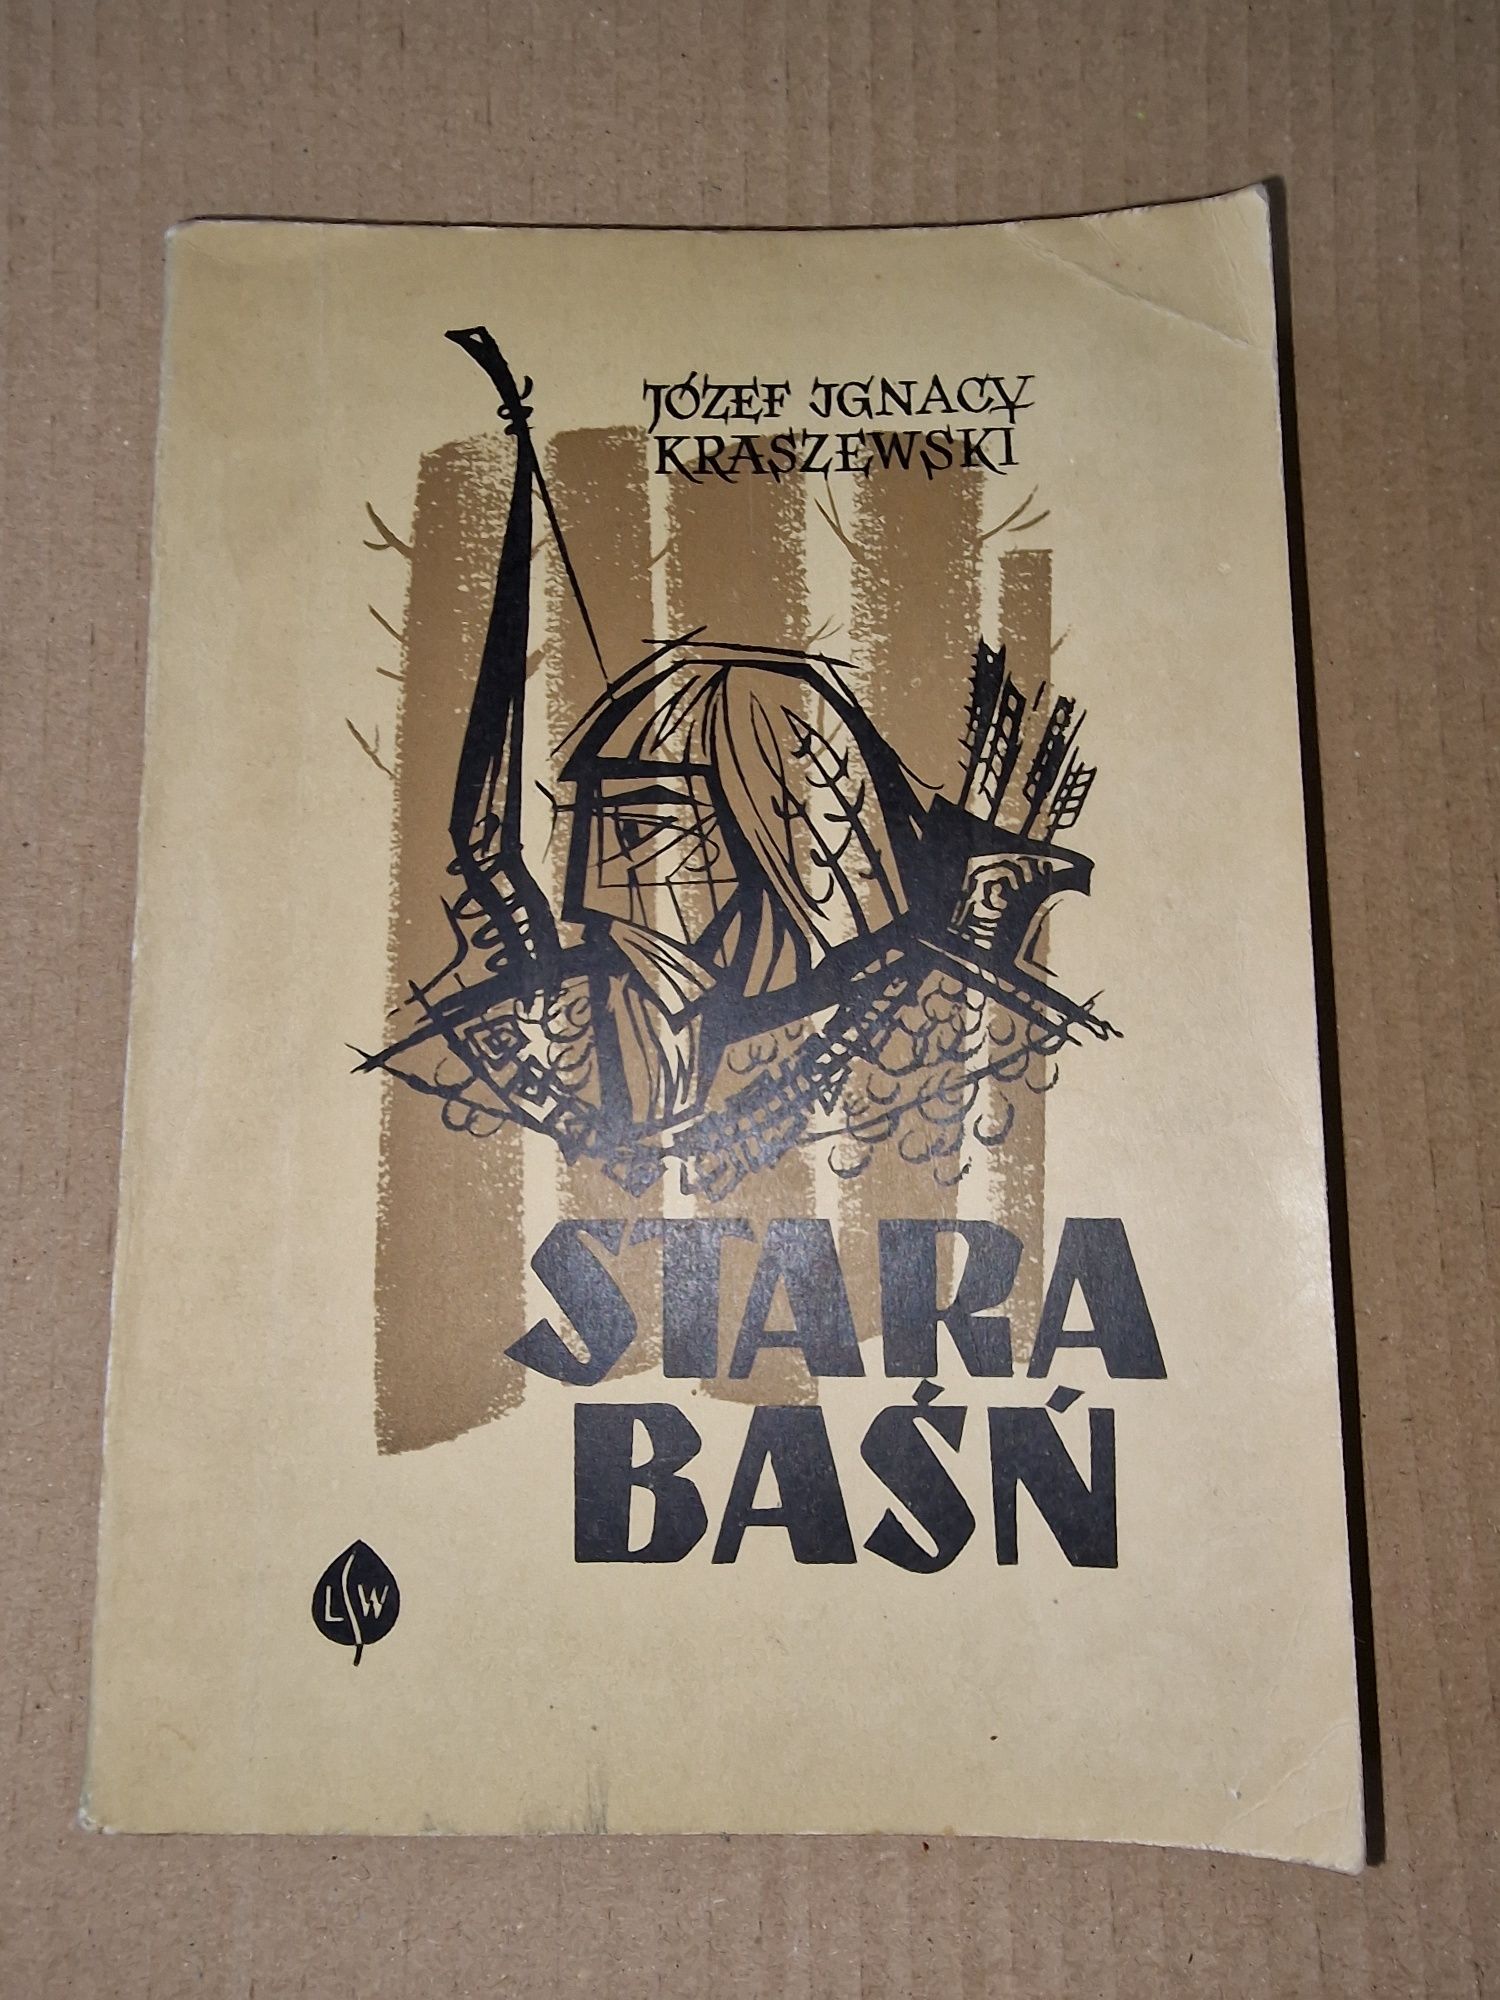 JÓZEF IGNACY
KRASZEWSKI
STARA
BAŚŃ
LSW